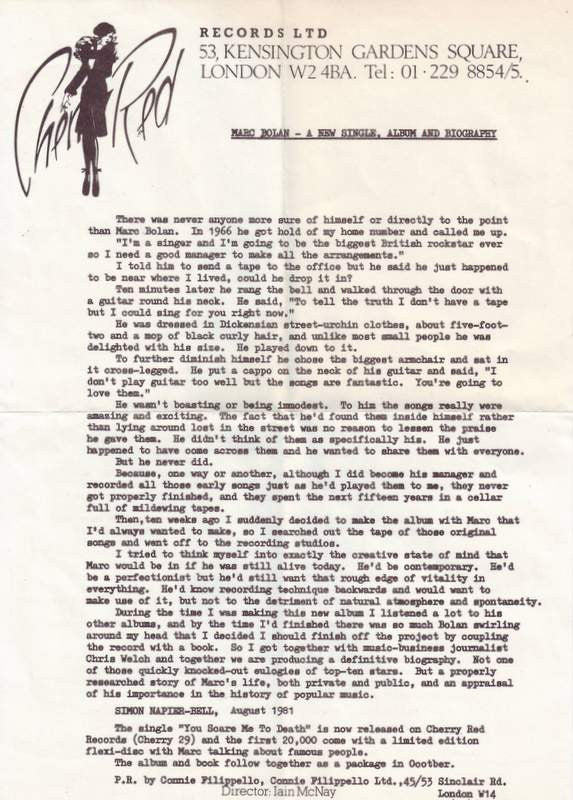 Cherry Red
RECORDS LTD
53, KENSINGTON GARDENS SQUARE,
LONDON W2 4BA. Tel: 01·229 8854/5.
MARC BOLAN - A NEW SINGLE, ALBUM AND BIOGRAPHY
There was never anyone more sure of himself or directly to the point
than Marc Bolan. In 1966 he got hold of my home number and called me up.
"I'm a singer and I'm going to be the biggest British rockstar ever
so I need a good manager to make all the arrangements."
I told him to send a tape to the office but he said he just happened
to be near where I lived, could he drop it in?
Ten minutes later he rang the bell and walked through the door with
a guitar round his neck. He said, "To tell the truth I don't have a tape
but I could sing for you right now."
He was dressed in Dickensian street-urchin clothes, about five-foot-
two and a mop of black curly hair, and unlike most small people he was
delighted with his size. He played down to it.
To further diminish himself he chose the biggest armchair and sat in
it cross-legged. He put a cappo on the neck of his guitar and said, "I
don't play guitar too well but the songs are fantastic. You're going to
love them."
He wasn't boasting or being immodest. To him the songs really were
amazing and exciting. The fact that he'd found them inside himself rather
than lying around lost in the street was no reason to lessen the praise
he gave them. He didn't think of them as specifically his. He just
happened to have come across them and he wanted to share them with everyone.
But he never did.
Because, one way or another, although I did become his manager and
recorded all those early songs just as he'd played them to me, they never
got properly finished, and they spent the next fifteen years in a cellar
full of mildewing tapes.
Then,ten weeks ago I suddenly decided to make the album with Marc that
I'd always wanted to make, so I searched out the tape of those original
songs and went off to the recording studios.
I tried to think myself into exactly the creative state of mind that
Marc would be in if he was still alive today. He'd be contemporary. He'd
be a perfectionist but he'd still want that rough edge of vitality in
everything. He'd know recording technique backwards and would want to
make use of it, but not to the detriment of natural atmosphere and spontaneity.
During the time I was making this new album I listened a lot to his
other albums, and by the time I'd finished there was so much Bolan swirling
around my head that I decided I should finish off the project by coupling
the record with a book. So I got together with music-business journalist
Chris Welch and together we are producing a definitive biography. Not one
of those quickly knocked-out eulogies of top-ten stars. But a properly
researched story of Marc's life, both private and public, and an appraisal
of his importance in the history of popular music.
SIMON NAPIER-BELL, August 1981
The single "You Scare Me To Death" is now released on Cherry Red
Records (Cherry 29) and the first 20,000 come with a limited edition
flexi-disc with Marc talking about famous people.
The album and book follow together as a package in Ocotber.
P.R. by Connie Filippello, Connie Filippello Ltd.,45/53 Sinclair Rd.
London W14
Director: Iain McNay